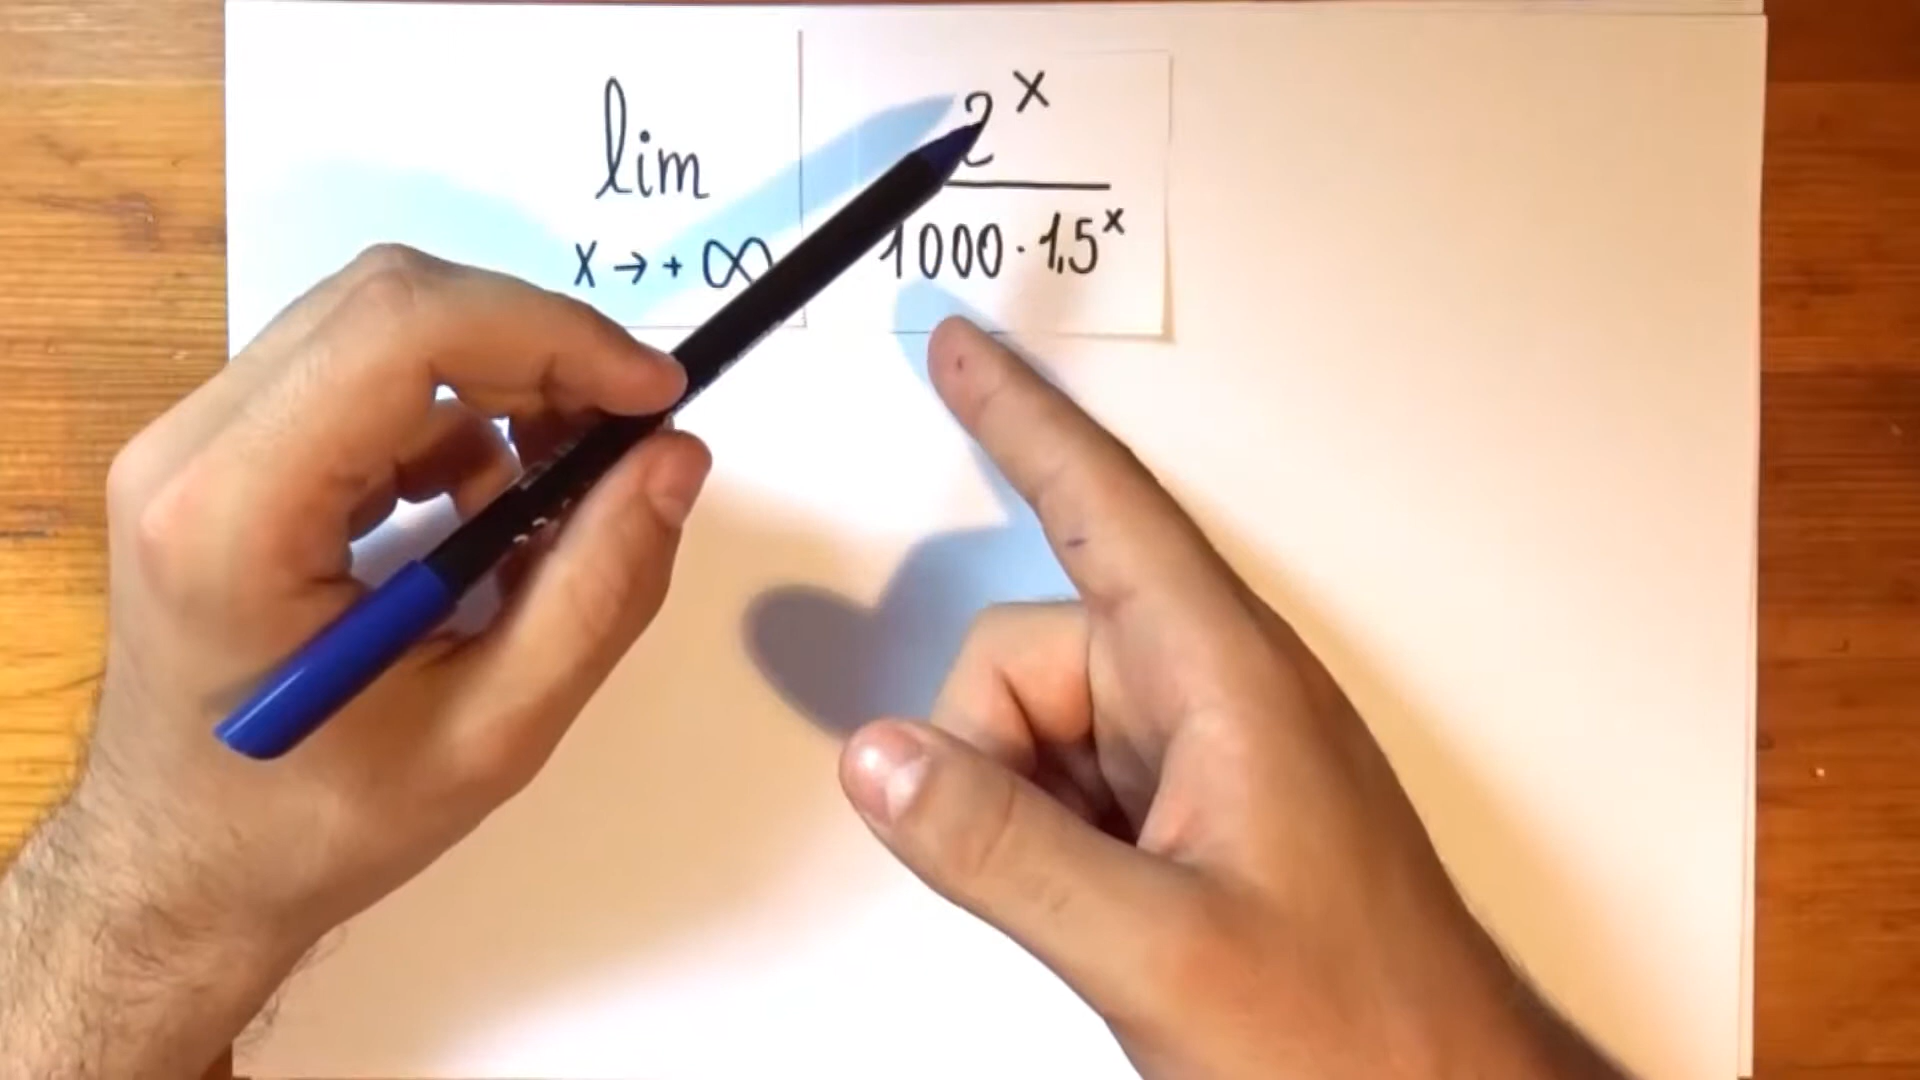 lim
x → + ∞
2^x
1000 · 1,5^x